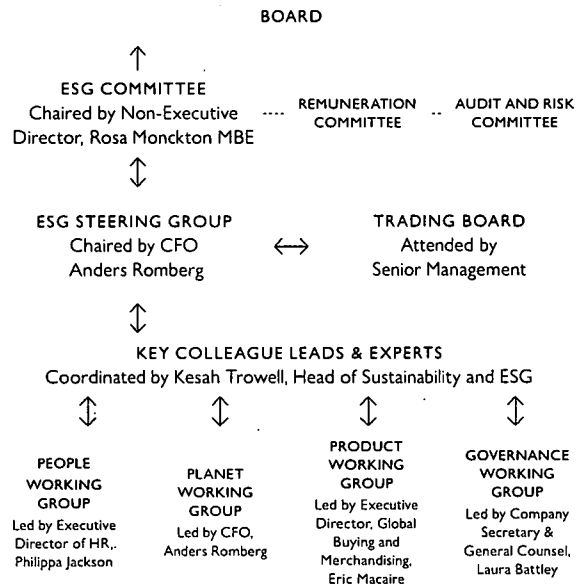 BOARD
ESG COMMITTEE
Chaired by Non-Executive
Director, Rosa Monckton MBE
REMUNERATION
COMMITTEE
AUDIT AND RISK
COMMITTEE
ESG STEERING GROUP
Chaired by CFO
Anders Romberg
TRADING BOARD
Attended by
Senior Management
KEY COLLEAGUE LEADS & EXPERTS
Coordinated by Kesah Trowell, Head of Sustainability and ESG
PEOPLE
WORKING
GROUP
Led by Executive
Director of HR,.
Philippa Jackson
PLANET
WORKING
GROUP
Led by CFO,
Anders Romberg
PRODUCT
WORKING
GROUP
Led by Executive
Director, Global
Buying and
Merchandising,
Eric Macaire
GOVERNANCE
WORKING
GROUP
Led by Company
Secretary &
General Counsel,
Laura Battley